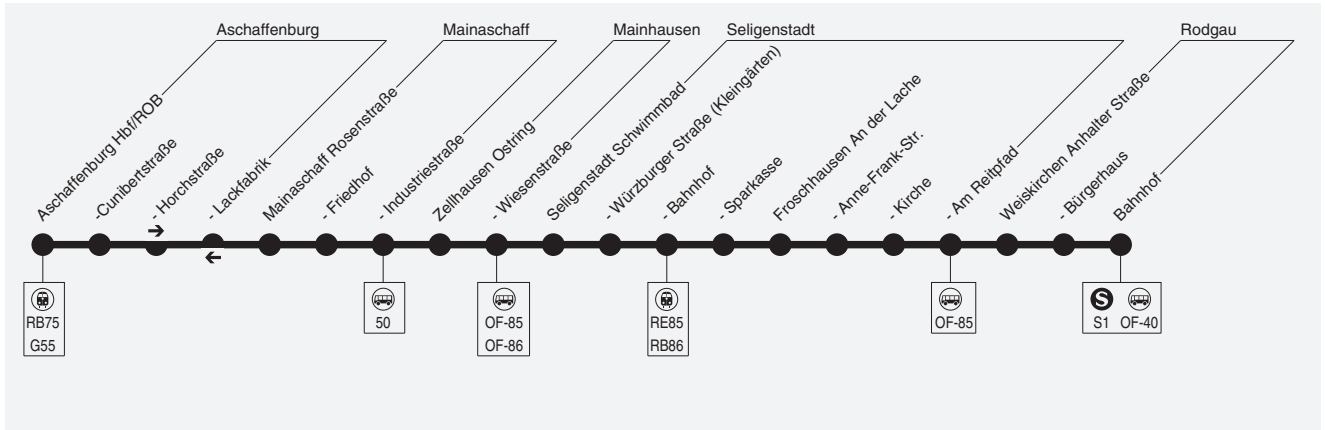 Aschaffenburg
Mainaschaff
Mainhausen
Seligenstadt
Rodgau
Aschaffenburg Hbf/ROB
-Cunibertstraße
- Horchstraße
- Lackfabrik
Mainaschaff Rosenstraße
- Friedhof
- Industriestraße
Zellhausen Ostring
- Wiesenstraße
Seligenstadt Schwimmbad
- Würzburger Straße (Kleingärten)
- Bahnhof
- Sparkasse
Froschhausen An der Lache
- Anne-Frank-Str.
- Kirche
- Am Reitpfad
Weiskirchen Anhalter Straße
- Bürgerhaus
Bahnhof
RB75
G55
50
OF-85
OF-86
RE85
RB86
OF-85
S
S1 OF-40